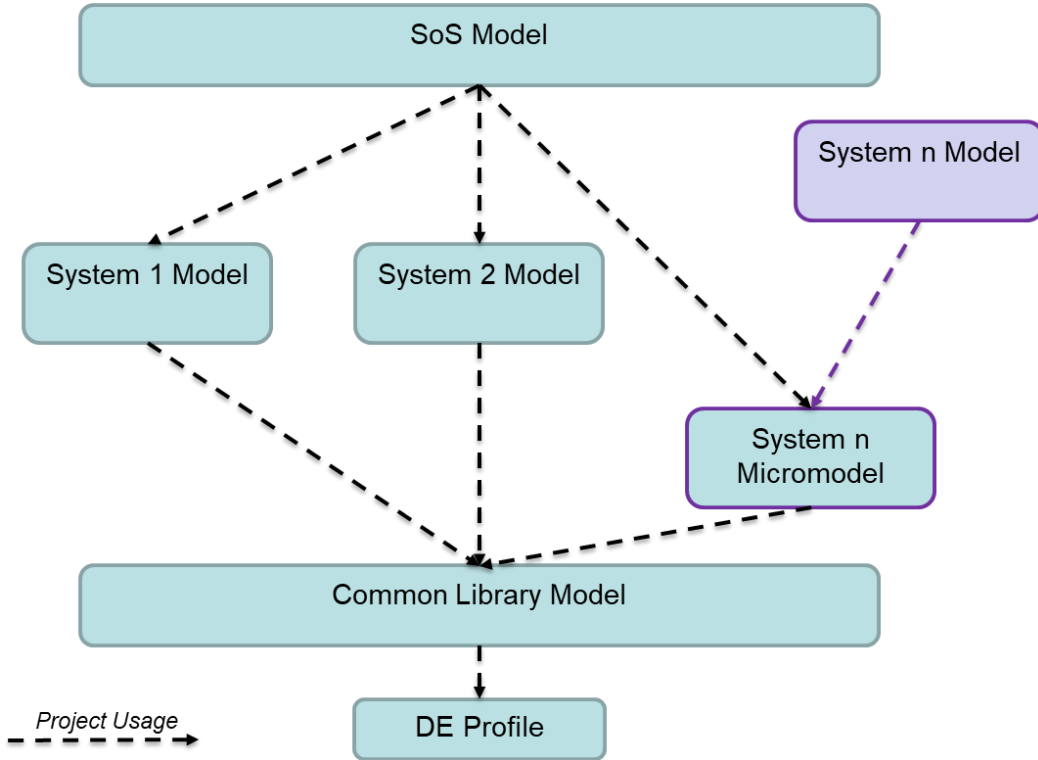 SoS Model
System n Model
System 1 Model
System 2 Model
System n
Micromodel
Common Library Model
Project Usage
DE Profile